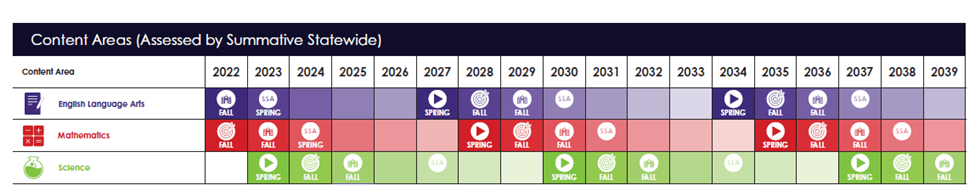 Content Areas (Assessed by Summative Statewide)
Content Area 2022 2023 2024 2025 2026 2027 2028 2029 2030 2031 2032 2033 2034 2035 2036 2037 2038 2039
English Language Arts FALL SSA SPRING SPRING FALL FALL SSA SPRING FALL FALL SSA
Mathematics FALL FALL SSA SPRING SPRING FALL FALL SSA SPRING FALL FALL SSA
Science SPRING FALL FALL SSA SPRING FALL FALL SSA SPRING FALL FALL